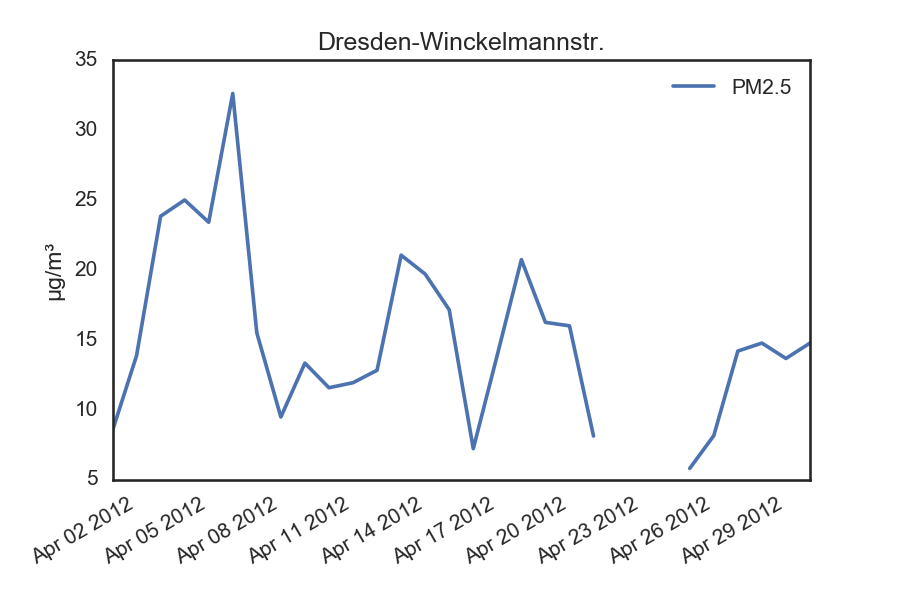 Dresden-Winckelmannstr.
35
30
25
20
15
10
5
µg/m³
PM2.5
Apr 02 2012
Apr 05 2012
Apr 08 2012
Apr 11 2012
Apr 14 2012
Apr 17 2012
Apr 20 2012
Apr 23 2012
Apr 26 2012
Apr 29 2012